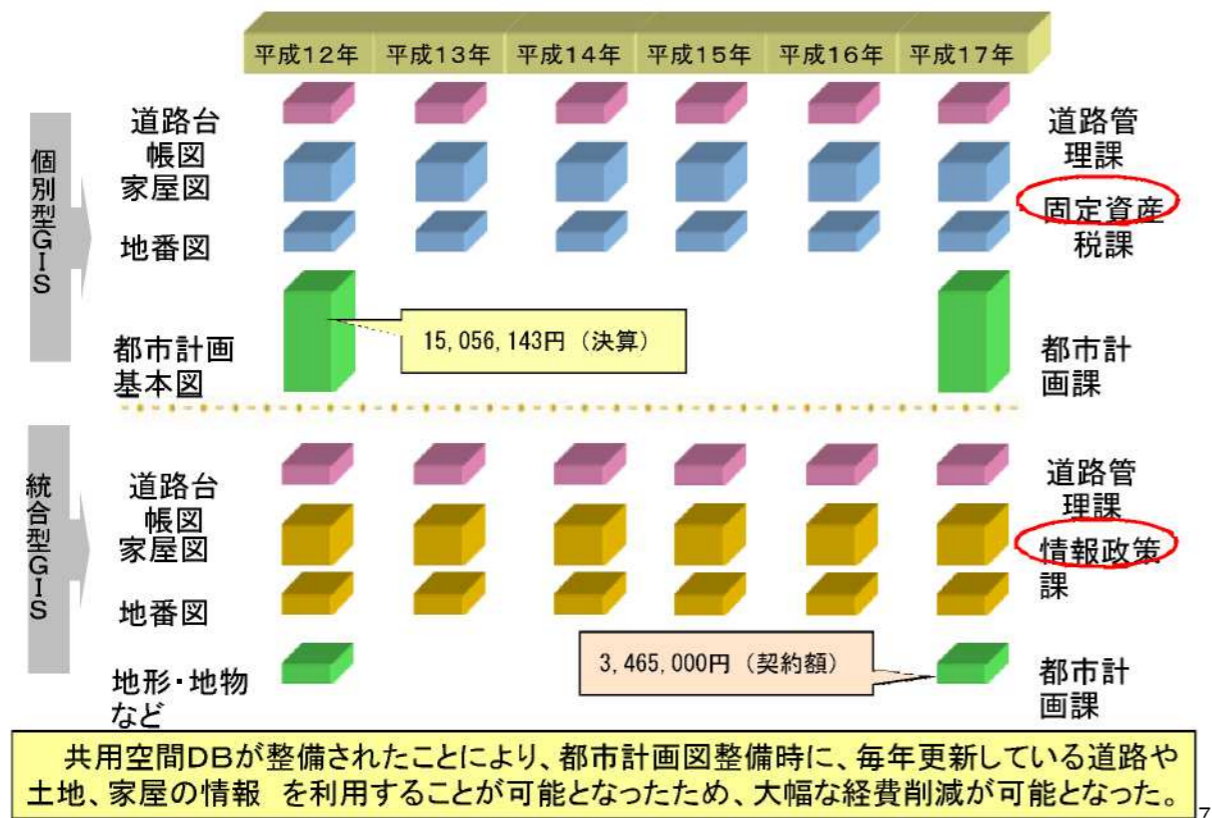 平成12年 平成13年 平成14年 平成15年 平成16年 平成17年
個別型GIS
道路台
帳図
家屋図
地番図
都市計画
基本図
15,056,143円（決算）
道路管
理課
固定資産
税課
都市計
画課
統合型GIS
道路台
帳図
家屋図
地番図
地形・地物
など
3,465,000円（契約額）
道路管
理課
情報政策
課
都市計
画課
共用空間DBが整備されたことにより、都市計画図整備時に、毎年更新している道路や
土地、家屋の情報 を利用することが可能となったため、大幅な経費削減が可能となった。
7